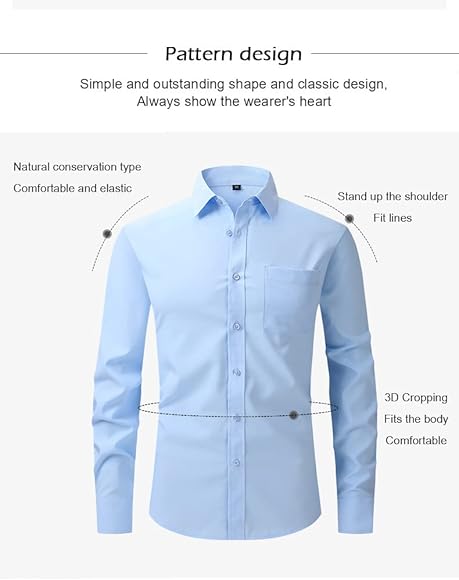 Pattern design
Simple and outstanding shape and classic design,
Always show the wearer's heart
Natural conservation type
Comfortable and elastic
Stand up the shoulder
Fit lines
3D Cropping
Fits the body
Comfortable